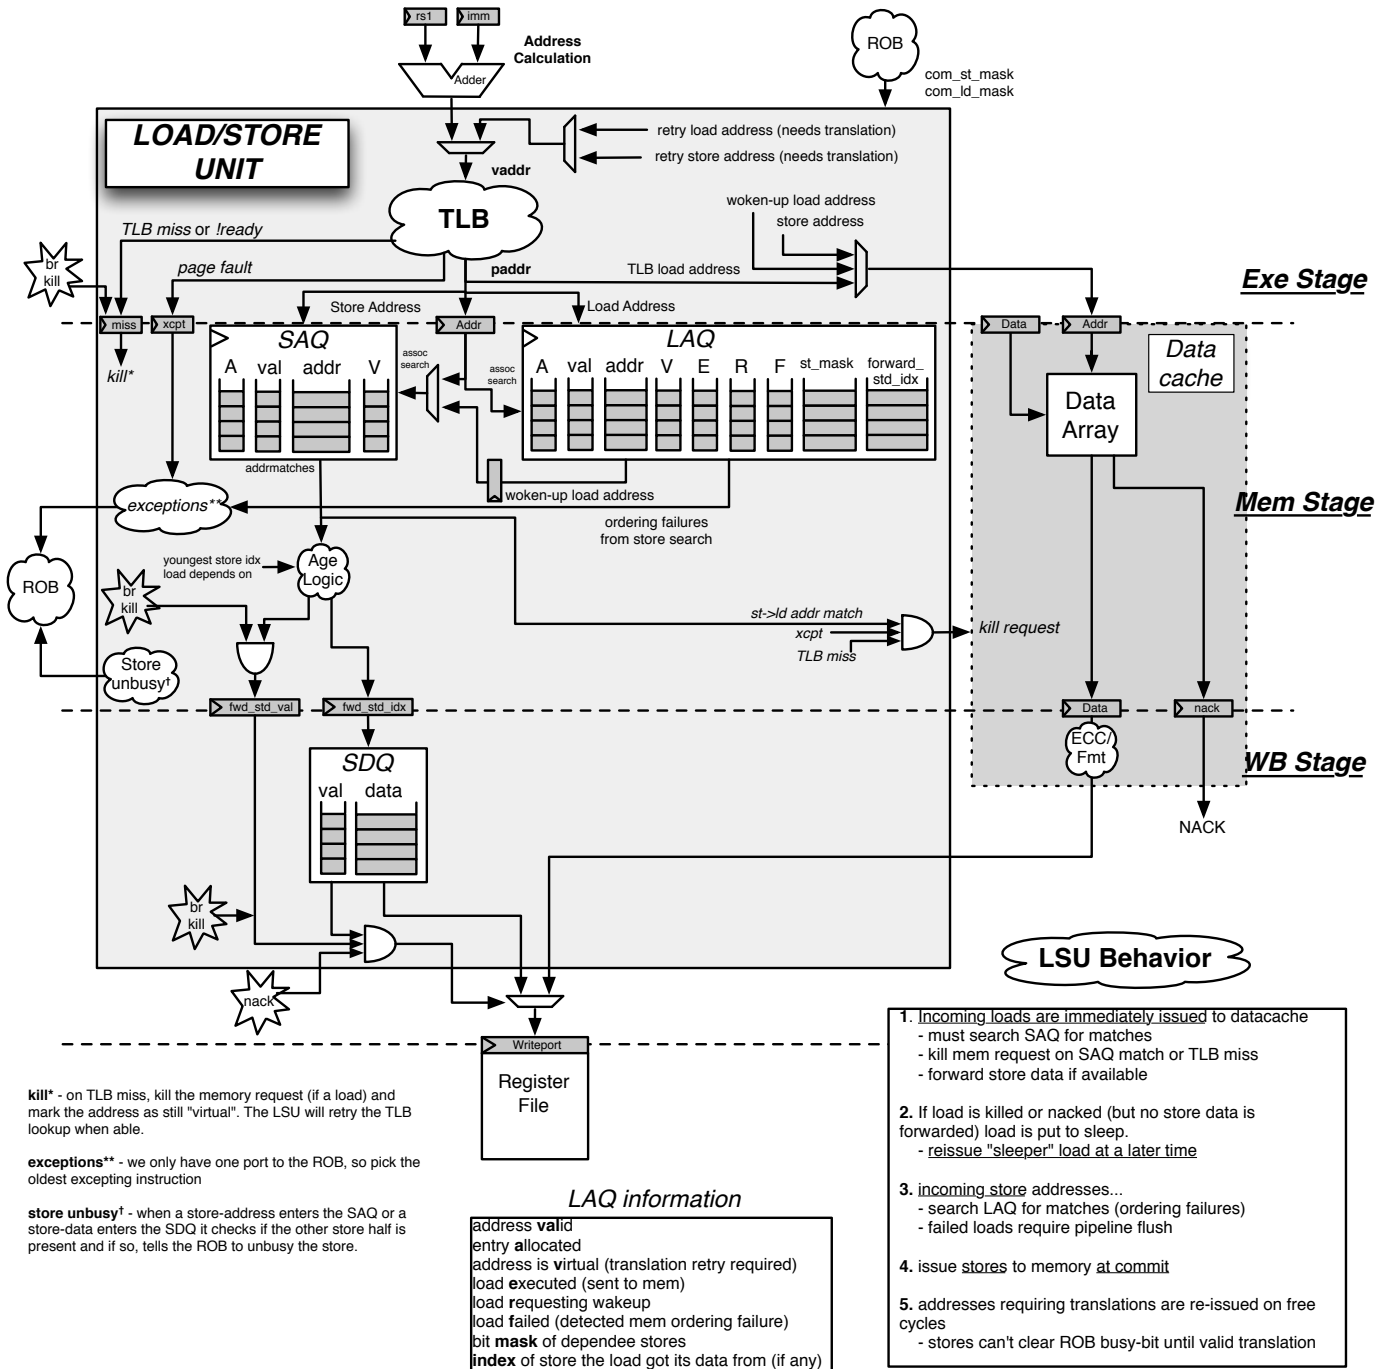 rs1
imm
Address
Calculation
Adder
ROB
com_st_mask
com_ld_mask
LOAD/STORE
UNIT
retry load address (needs translation)
retry store address (needs translation)
vaddr
TLB
woken-up load address
store address
TLB miss or !ready
br
kill
page fault
paddr
TLB load address
Exe Stage
Store Address
Load Address
miss
xcpt
Addr
Data
Addr
kill*
SAQ
A val addr V
assoc
search
assoc
search
LAQ
A val addr V E R F st_mask forward_
std_idx
Data
cache
Data
Array
addrmatches
woken-up load address
exceptions**
ordering failures
from store search
Mem Stage
youngest store idx
load depends on
Age
Logic
ROB
br
kill
st->ld addr match
xcpt
TLB miss
kill request
Store
unbusy†
fwd_std_val
fwd_std_idx
Data
nack
ECC/
Fmt
WB Stage
SDQ
val data
NACK
br
kill
nack
LSU Behavior
Writeport
Register
File
1. Incoming loads are immediately issued to datacache
- must search SAQ for matches
- kill mem request on SAQ match or TLB miss
- forward store data if available
2. If load is killed or nacked (but no store data is
forwarded) load is put to sleep.
- reissue "sleeper" load at a later time
3. incoming store addresses...
- search LAQ for matches (ordering failures)
- failed loads require pipeline flush
4. issue stores to memory at commit
5. addresses requiring translations are re-issued on free
cycles
- stores can't clear ROB busy-bit until valid translation
kill* - on TLB miss, kill the memory request (if a load) and
mark the address as still "virtual". The LSU will retry the TLB
lookup when able.
exceptions** - we only have one port to the ROB, so pick the
oldest excepting instruction
store unbusy† - when a store-address enters the SAQ or a
store-data enters the SDQ it checks if the other store half is
present and if so, tells the ROB to unbusy the store.
LAQ information
address valid
entry allocated
address is virtual (translation retry required)
load executed (sent to mem)
load requesting wakeup
load failed (detected mem ordering failure)
bit mask of dependee stores
index of store the load got its data from (if any)